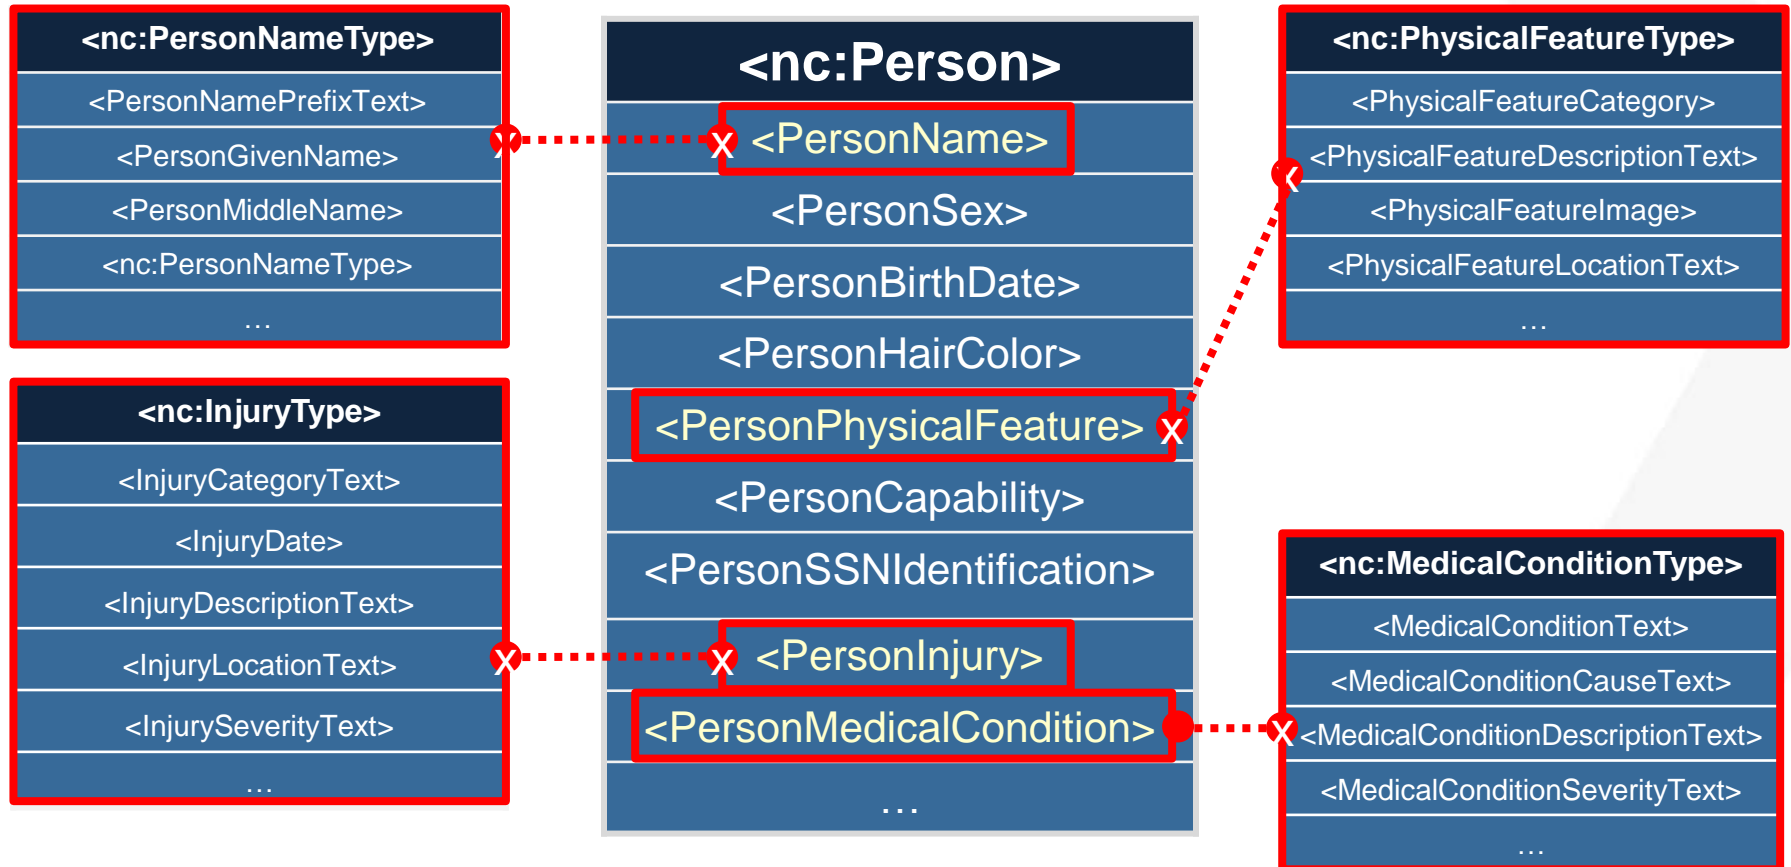 <nc:PersonNameType>
<PersonNamePrefixText>
<PersonGivenName>
<PersonMiddleName>
<nc:PersonNameType>
…
<nc:InjuryType>
<InjuryCategoryText>
<InjuryDate>
<InjuryDescriptionText>
<InjuryLocationText>
<InjurySeverityText>
…
<nc:Person>
<PersonName>
<PersonSex>
<PersonBirthDate>
<PersonHairColor>
<PersonPhysicalFeature>
<PersonCapability>
<PersonSSNIdentification>
<PersonInjury>
<PersonMedicalCondition>
…
<nc:PhysicalFeatureType>
<PhysicalFeatureCategory>
<PhysicalFeatureDescriptionText>
<PhysicalFeatureImage>
<PhysicalFeatureLocationText>
…
<nc:MedicalConditionType>
<MedicalConditionText>
<MedicalConditionCauseText>
<MedicalConditionDescriptionText>
<MedicalConditionSeverityText>
…
x
x
x
x
x
x
x